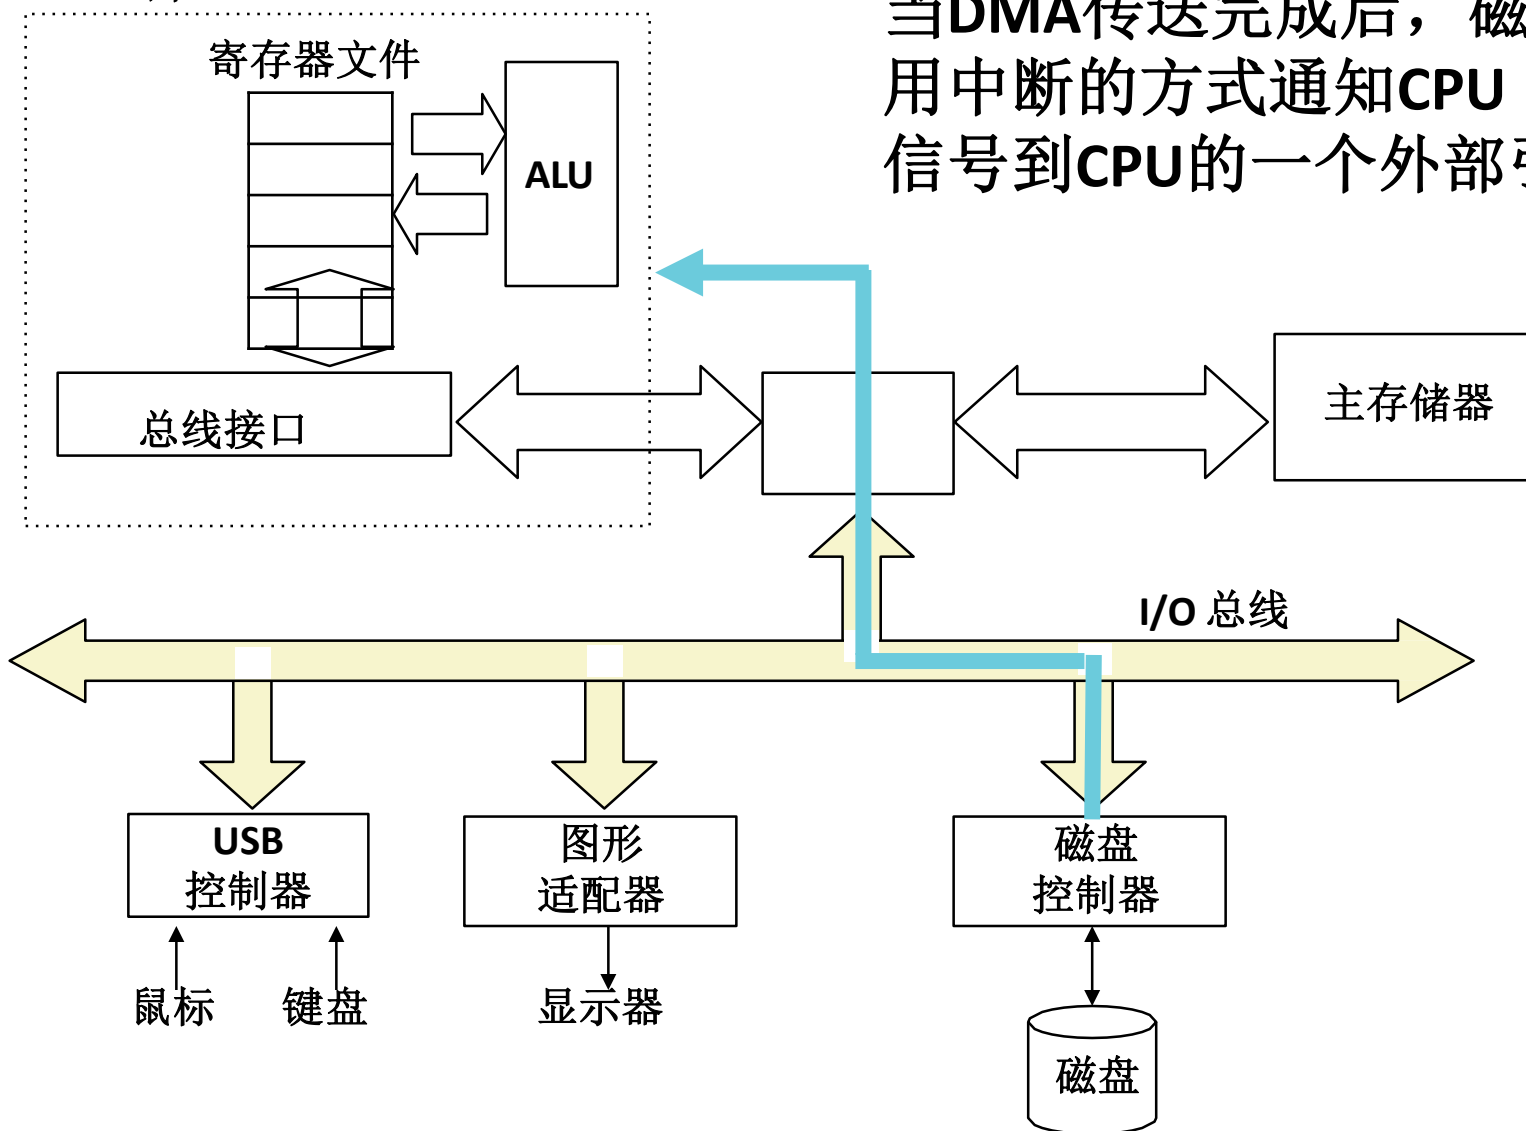 当DMA传送完成后，磁
用中断的方式通知CPU
信号到CPU的一个外部
寄存器文件
ALU
总线接口
主存储器
I/O 总线
USB
控制器
图形
适配器
磁盘
控制器
鼠标
键盘
显示器
磁盘